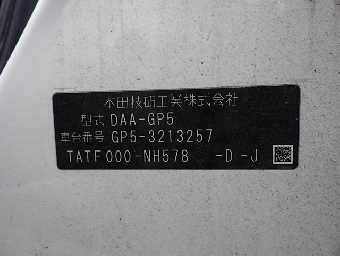 本田技研工業株式会社
型式 DAA-GP5
車台番号 GP5-3213257
TATF000-NH578 -D-J